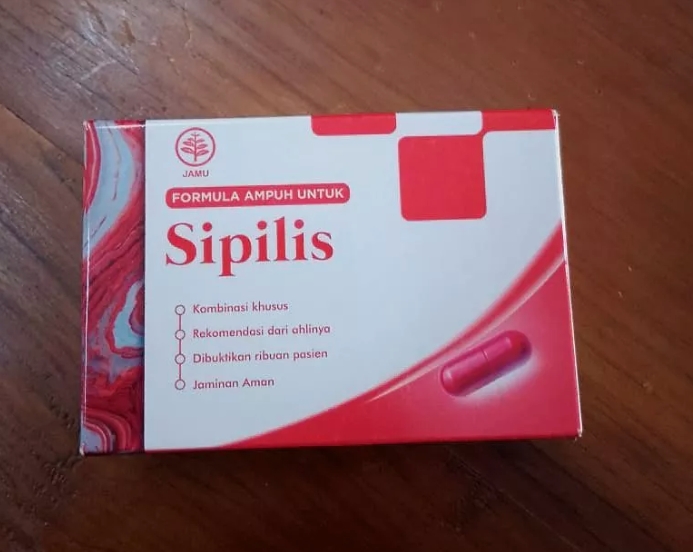 JAMU
FORMULA AMPUH UNTUK
Sipilis
Kombinasi khusus
Rekomendasi dari ahlinya
Dibuktikan ribuan pasien
Jaminan Aman